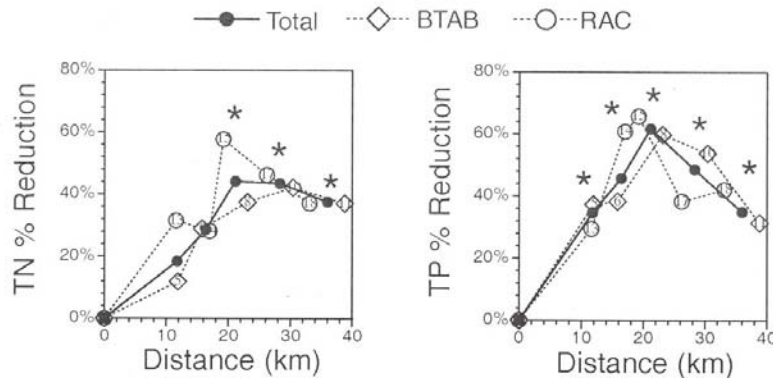 Total BTAB RAC
80% 80%
60% 60%
40% 40%
20% 20%
0% 0%
0 10 20 30 40 0 10 20 30 40
TN % Reduction TP % Reduction
Distance (km) Distance (km)
* * * * * * * *